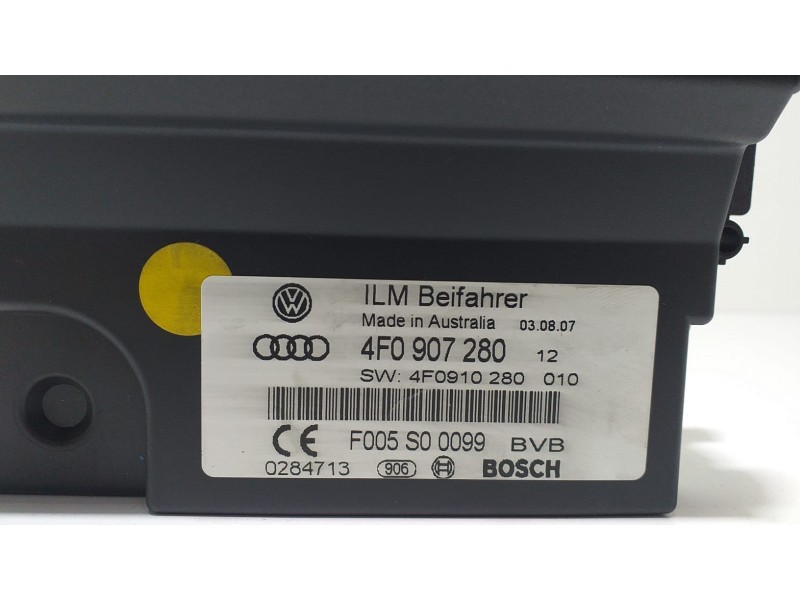 ILM Beifahrer
Made in Australia 03.08.07
4F0 907 280 12
SW: 4F0910 280 010
CE F005 S0 0099 BVB
0284713 906 BOSCH